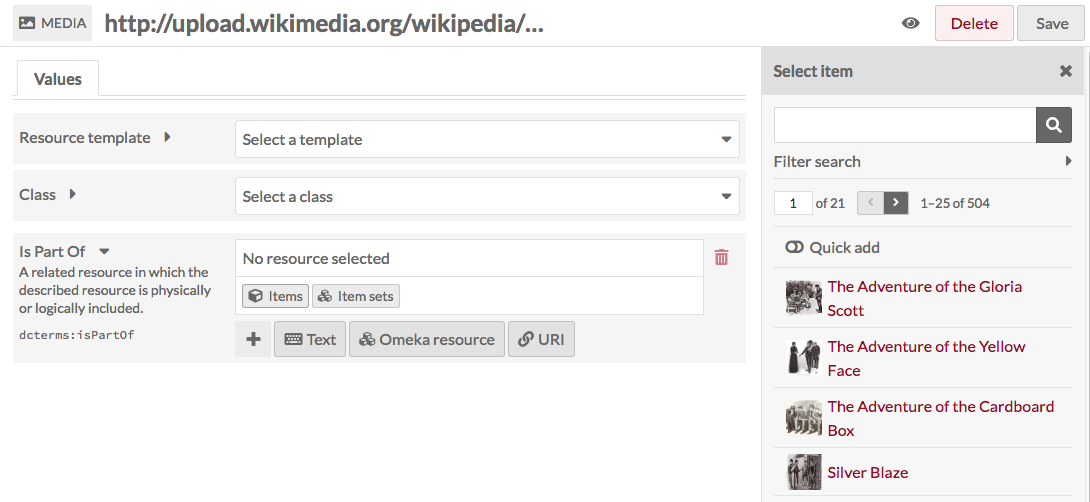 MEDIA http://upload.wikimedia.org/wikipedia/... Delete Save
Values
Resource template Select a template
Class Select a class
Is Part Of
A related resource in which the
described resource is physically
or logically included.
dcterms:isPartOf
No resource selected
Items Item sets
Text Omeka resource URI
Select item
Filter search
1 of 21 1–25 of 504
Quick add
The Adventure of the Gloria
Scott
The Adventure of the Yellow
Face
The Adventure of the Cardboard
Box
Silver Blaze